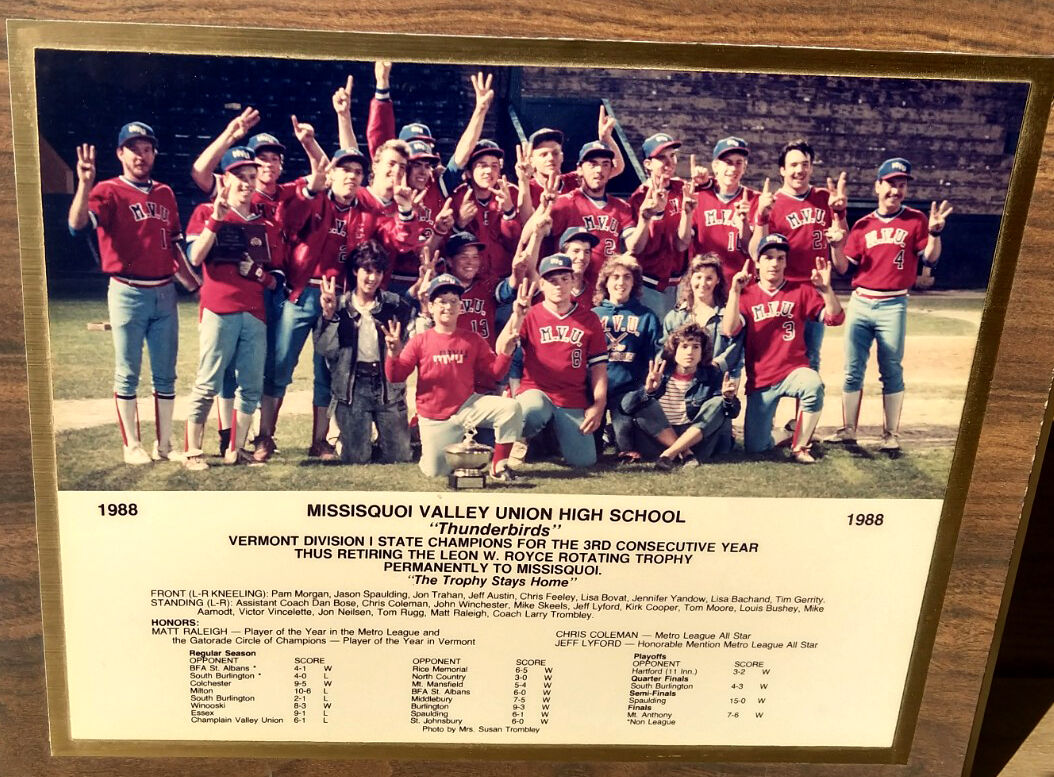 M.V.U.
1
M.V.U.
2
M.V.U.
M.V.U.
2
M.V.U.
M.V.U.
4
M.V.U.
13
MVU
M.V.U.
8
M.V.U.
M.V.U.
3
1988 MISSISQUOI VALLEY UNION HIGH SCHOOL 1988
"Thunderbirds"
VERMONT DIVISION I STATE CHAMPIONS FOR THE 3RD CONSECUTIVE YEAR
THUS RETIRING THE LEON W. ROYCE ROTATING TROPHY
PERMANENTLY TO MISSISQUOI.
"The Trophy Stays Home"
FRONT (L-R KNEELING): Pam Morgan, Jason Spaulding, Jon Trahan, Jeff Austin, Chris Feeley, Lisa Bovat, Jennifer Yandow, Lisa Bachand, Tim Gerrity.
STANDING (L-R): Assistant Coach Dan Bose, Chris Coleman, John Winchester, Mike Skeels, Jeff Lyford, Kirk Cooper, Tom Moore, Louis Bushey, Mike
Aamodt, Victor Vincelette, Jon Neilsen, Tom Rugg, Matt Raleigh, Coach Larry Trombley.
HONORS:
MATT RALEIGH — Player of the Year in the Metro League and
the Gatorade Circle of Champions — Player of the Year in Vermont
CHRIS COLEMAN — Metro League All Star
JEFF LYFORD — Honorable Mention Metro League All Star
Regular Season
OPPONENT SCORE
BFA St. Albans * 4-1 W
South Burlington * 4-0 L
Colchester 9-5 W
Milton 10-6 L
South Burlington 2-1 L
Winooski 8-3 W
Essex 9-1 L
Champlain Valley Union 6-1 L
OPPONENT SCORE
Rice Memorial 6-5 W
North Country 3-0 W
Mt. Mansfield 5-4 W
BFA St. Albans 6-0 W
Middlebury 7-5 W
Burlington 9-3 W
Spaulding 6-1 W
St. Johnsbury 6-0 W
Playoffs
OPPONENT SCORE
Hartford (11 inn.) 3-2 W
Quarter Finals
South Burlington 4-3 W
Semi-Finals
Spaulding 15-0 W
Finals
Mt. Anthony 7-6 W
*Non League
Photo by Mrs. Susan Trombley